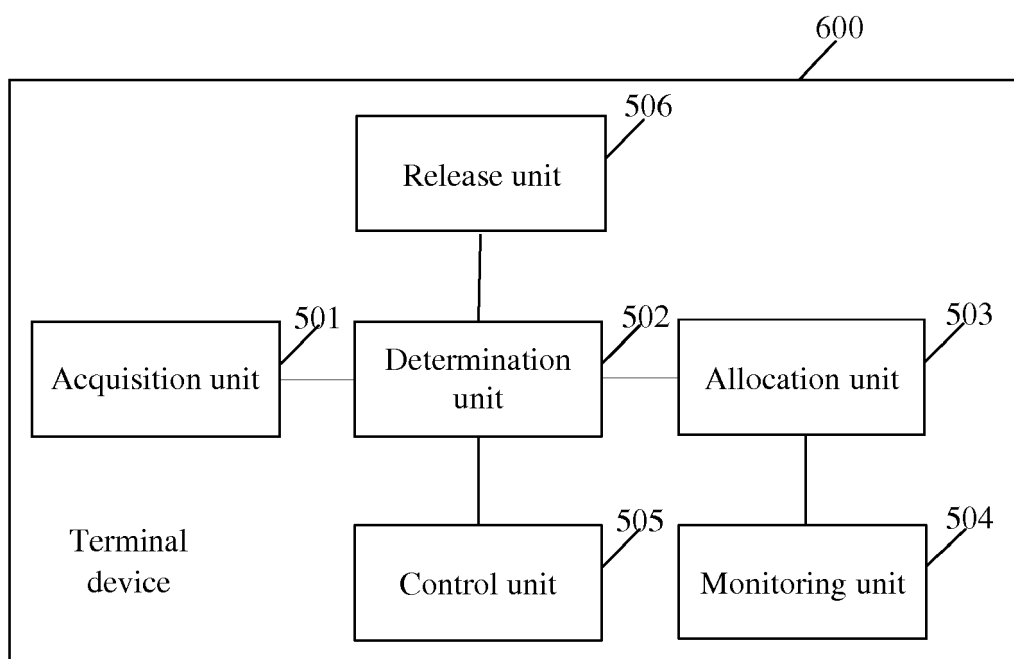 600
506
Release unit
501
Acquisition unit
502
Determination
unit
503
Allocation unit
Terminal
device
505
Control unit
504
Monitoring unit